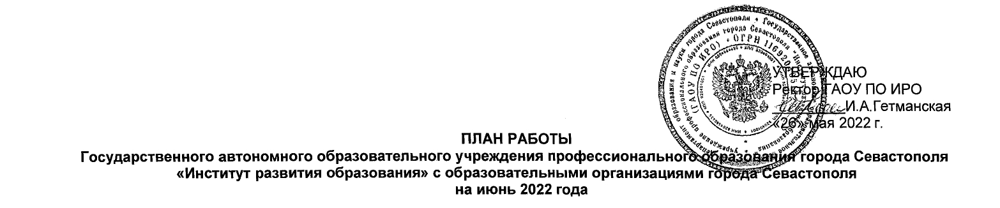 УТВЕРЖДАЮ
Ректор ГАОУ ПО ИРО
И.А.Гетманская
«26» мая 2022 г.
ПЛАН РАБОТЫ
Государственного автономного образовательного учреждения профессионального образования города Севастополя
«Институт развития образования» с образовательными организациями города Севастополя
на июнь 2022 года